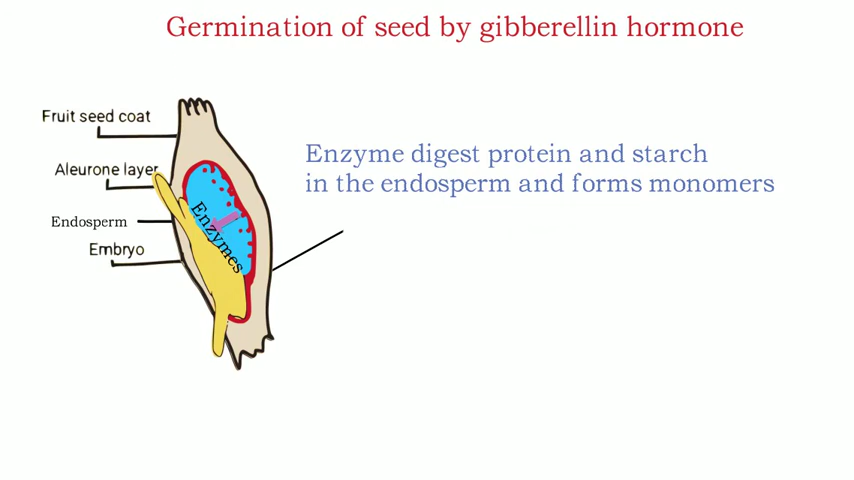 Germination of seed by gibberellin hormone
Fruit seed coat
Aleurone layer
Endosperm
Embryo
Enzymes
Enzyme digest protein and starch
in the endosperm and forms monomers